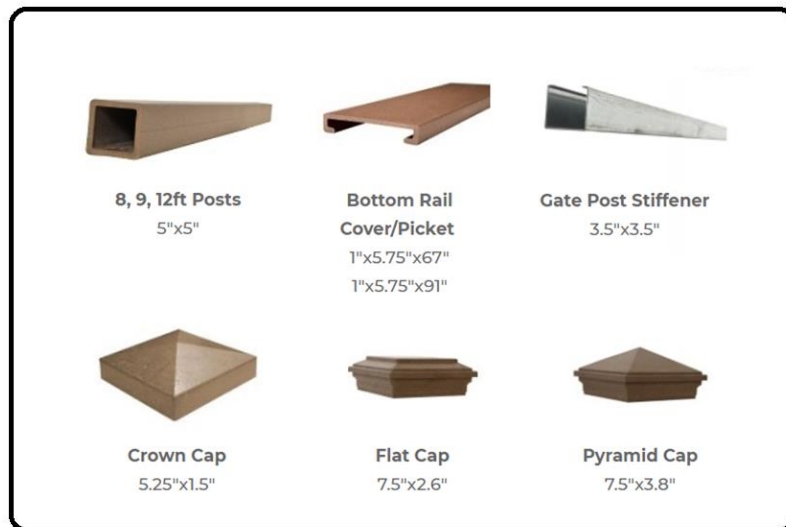 8, 9, 12ft Posts
5"x5"
Bottom Rail
Cover/Picket
1"x5.75"x67"
1"x5.75"x91"
Gate Post Stiffener
3.5"x3.5"
Crown Cap
5.25"x1.5"
Flat Cap
7.5"x2.6"
Pyramid Cap
7.5"x3.8"